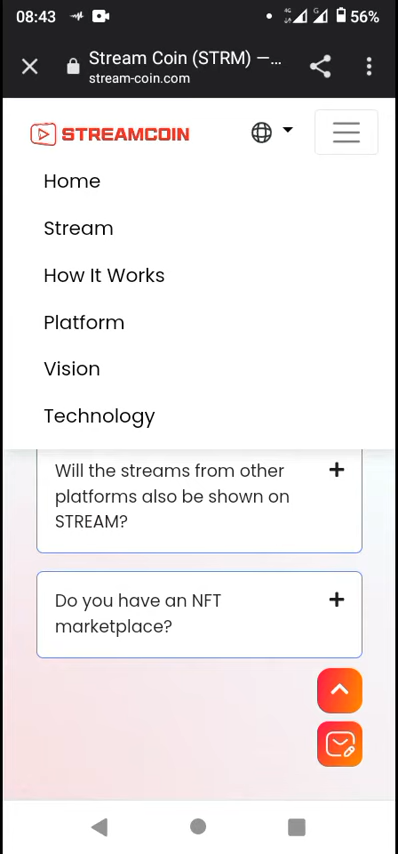 08:43
56%
Stream Coin (STRM) —...
stream-coin.com
STREAMCOIN
Home
Stream
How It Works
Platform
Vision
Technology
Will the streams from other
platforms also be shown on
STREAM?
Do you have an NFT
marketplace?